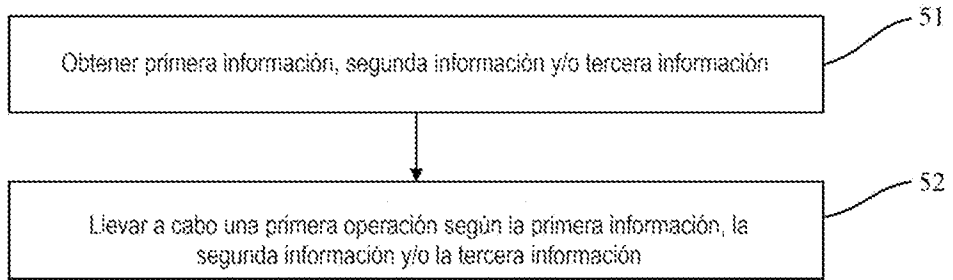 51
Obtener primera información, segunda información y/o tercera información
52
Llevar a cabo una primera operación según la primera información, la
segunda información y/o la tercera información